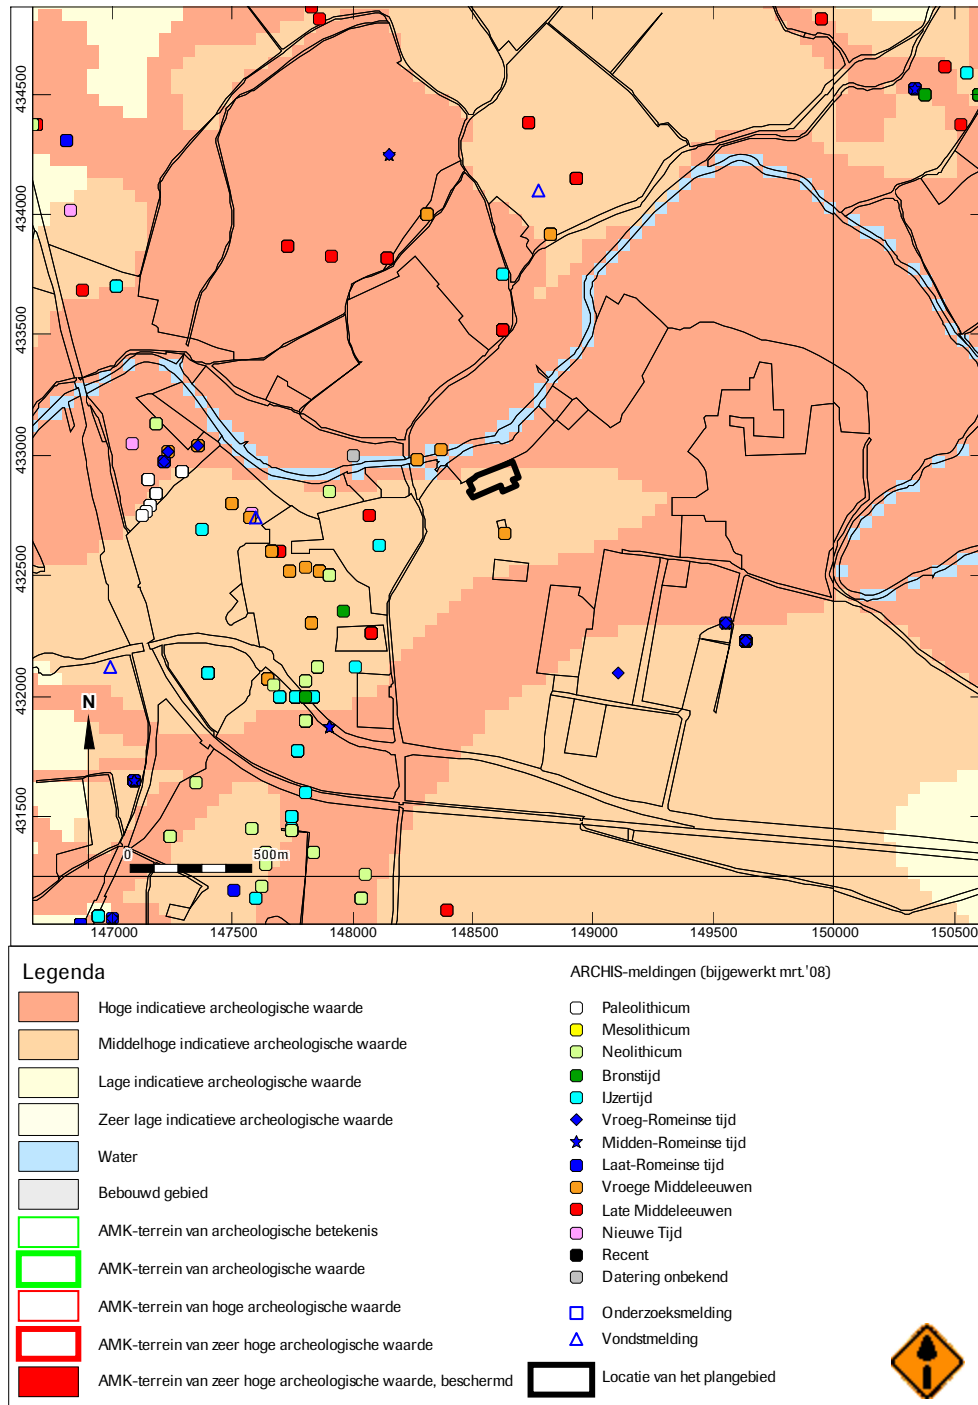 434500
434000
433500
433000
432500
432000
431500
N
0 500m
147000 147500 148000 148500 149000 149500 150000 150500
Legenda
Hoge indicatieve archeologische waarde
Middelhoge indicatieve archeologische waarde
Lage indicatieve archeologische waarde
Zeer lage indicatieve archeologische waarde
Water
Bebouwd gebied
AMK-terrein van archeologische betekenis
AMK-terrein van archeologische waarde
AMK-terrein van hoge archeologische waarde
AMK-terrein van zeer hoge archeologische waarde
AMK-terrein van zeer hoge archeologische waarde, beschermd
ARCHIS-meldingen (bijgewerkt mrt.'08)
Paleolithicum
Mesolithicum
Neolithicum
Bronstijd
IJzertijd
Vroeg-Romeinse tijd
Midden-Romeinse tijd
Laat-Romeinse tijd
Vroege Middeleeuwen
Late Middeleeuwen
Nieuwe Tijd
Recent
Datering onbekend
Onderzoeksmelding
Vondstmelding
Locatie van het plangebied